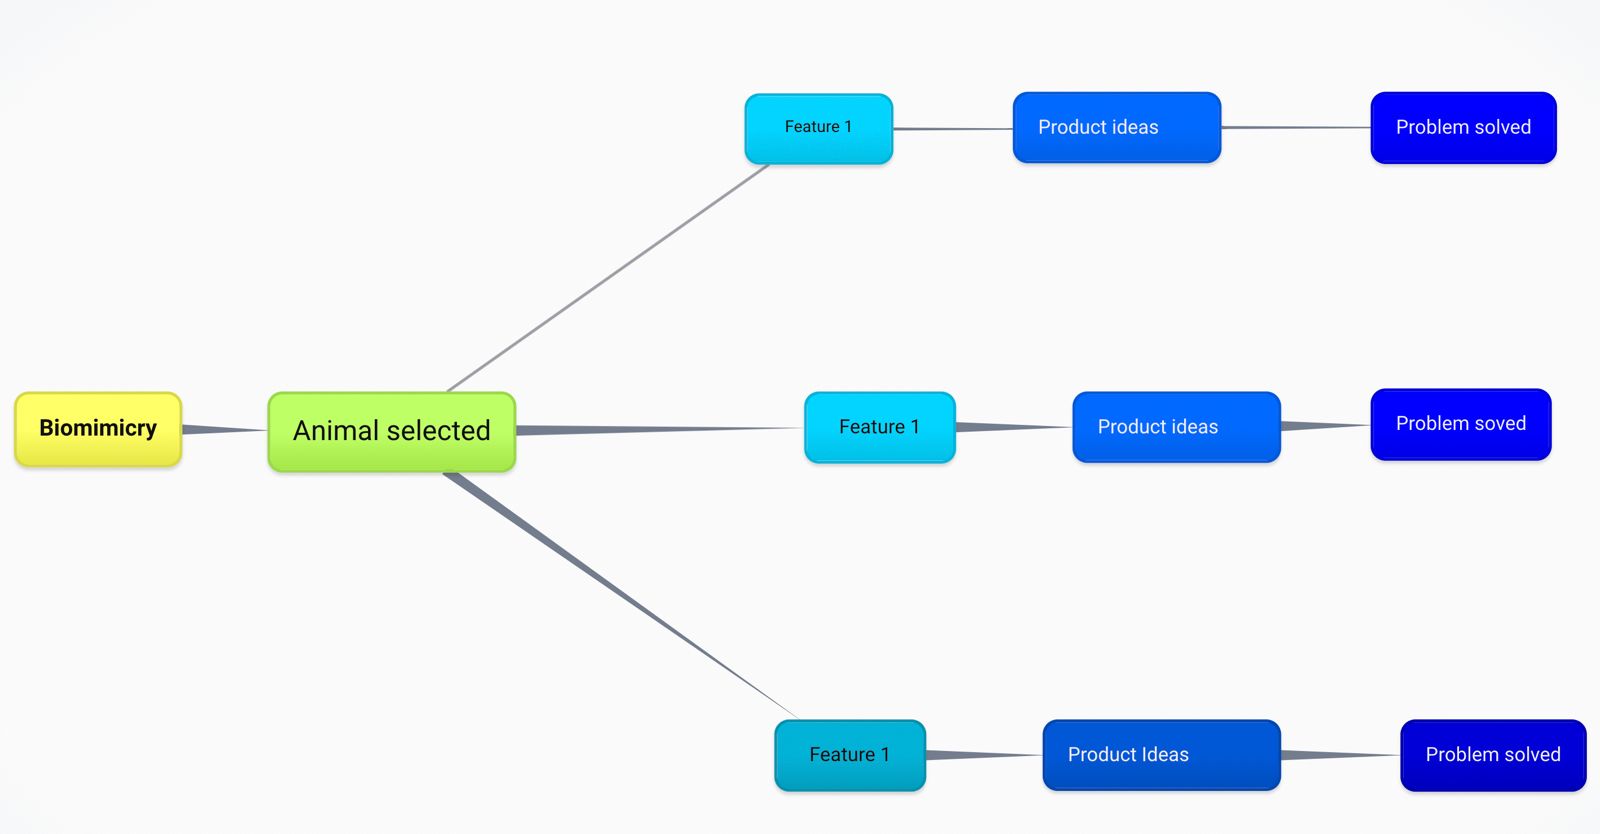 Feature 1
Product ideas
Problem solved
Biomimicry
Animal selected
Feature 1
Product ideas
Problem soved
Feature 1
Product Ideas
Problem solved